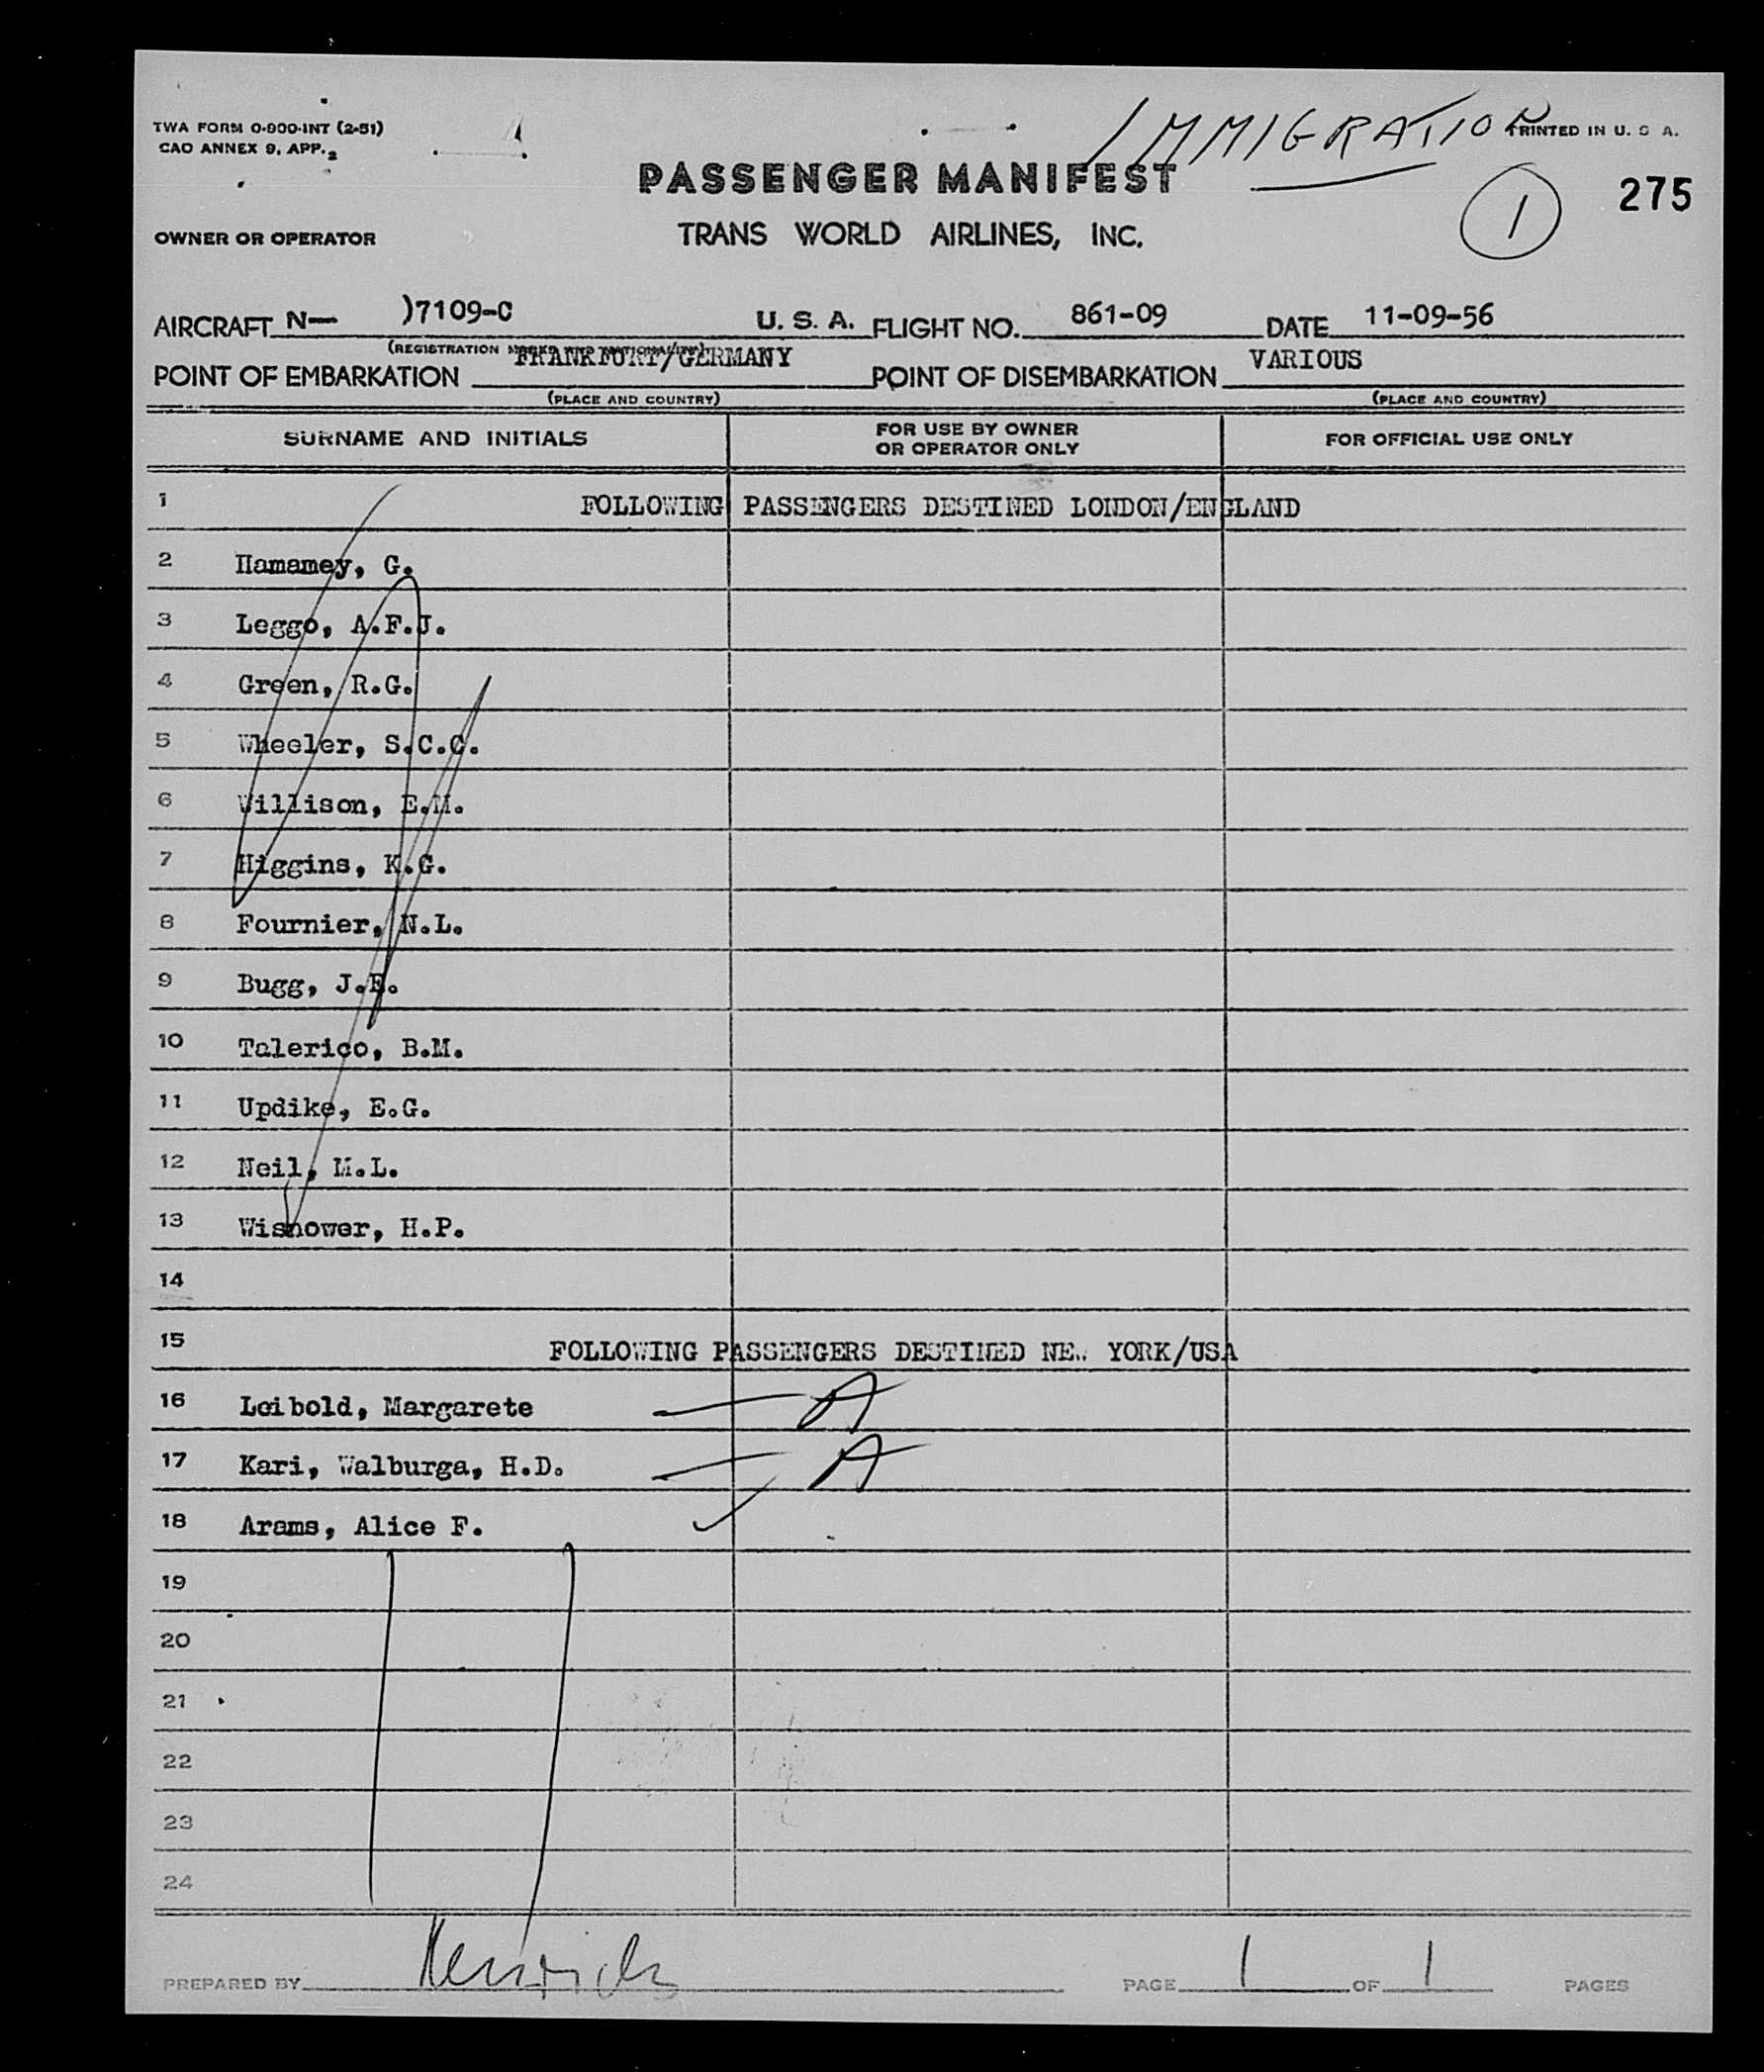 TWA FORM O-900-INT (2-51)
CAO ANNEX 9, APP. 2
IMMIGRATION
PRINTED IN U. S. A.
PASSENGER MANIFEST
1
275
OWNER OR OPERATOR
TRANS WORLD AIRLINES, INC.
AIRCRAFT N— )7109-C U. S. A. FLIGHT NO. 861-09 DATE 11-09-56
(REGISTRATION MARKS AND NATIONALITY)
POINT OF EMBARKATION FRANKFURT/GERMANY POINT OF DISEMBARKATION VARIOUS
(PLACE AND COUNTRY) (PLACE AND COUNTRY)
SURNAME AND INITIALS FOR USE BY OWNER OR OPERATOR ONLY FOR OFFICIAL USE ONLY
1 FOLLOWING PASSENGERS DESTINED LONDON/ENGLAND
2 Hamamey, G.
3 Leggo, A.F.J.
4 Green, R.G.
5 Wheeler, S.C.C.
6 Willison, E.M.
7 Higgins, K.G.
8 Fournier, N.L.
9 Bugg, J.E.
10 Talerico, B.M.
11 Updike, E.G.
12 Neil, M.L.
13 Wishower, H.P.
14
15 FOLLOWING PASSENGERS DESTINED NEW YORK/USA
16 Leibold, Margarete A
17 Kari, Walburga, H.D. A
18 Arams, Alice F.
19
20
21
22
23
24
PREPARED BY PAGE 1 OF 1 PAGES